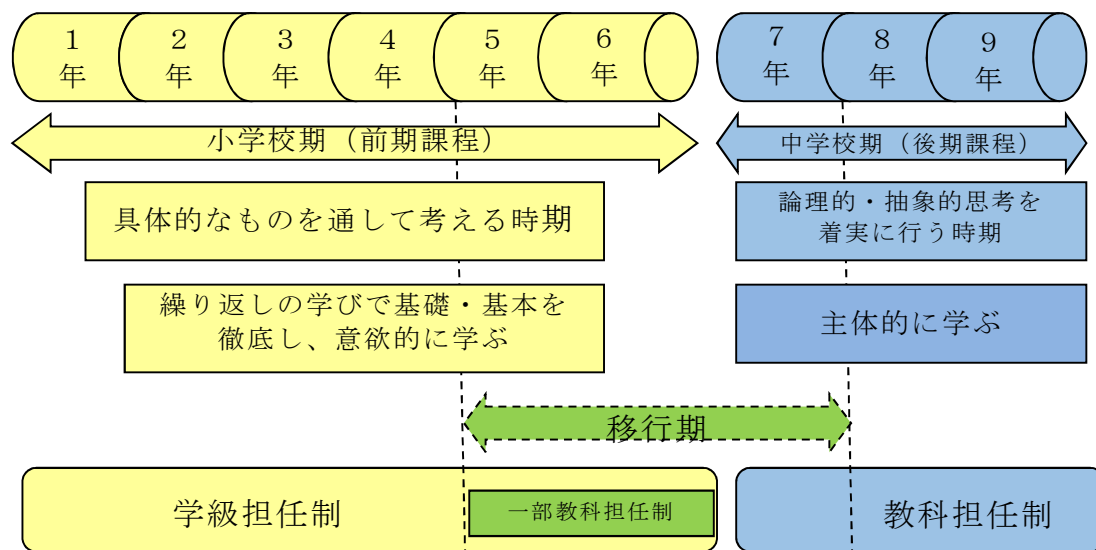 1 2 3 4 5 6 7 8 9
年 年 年 年 年 年 年 年 年
小学校期（前期課程） 中学校期（後期課程）
具体的なものを通して考える時期
論理的・抽象的思考を
着実に行う時期
繰り返しの学びで基礎・基本を
徹底し、意欲的に学ぶ
主体的に学ぶ
移行期
学級担任制 一部教科担任制 教科担任制